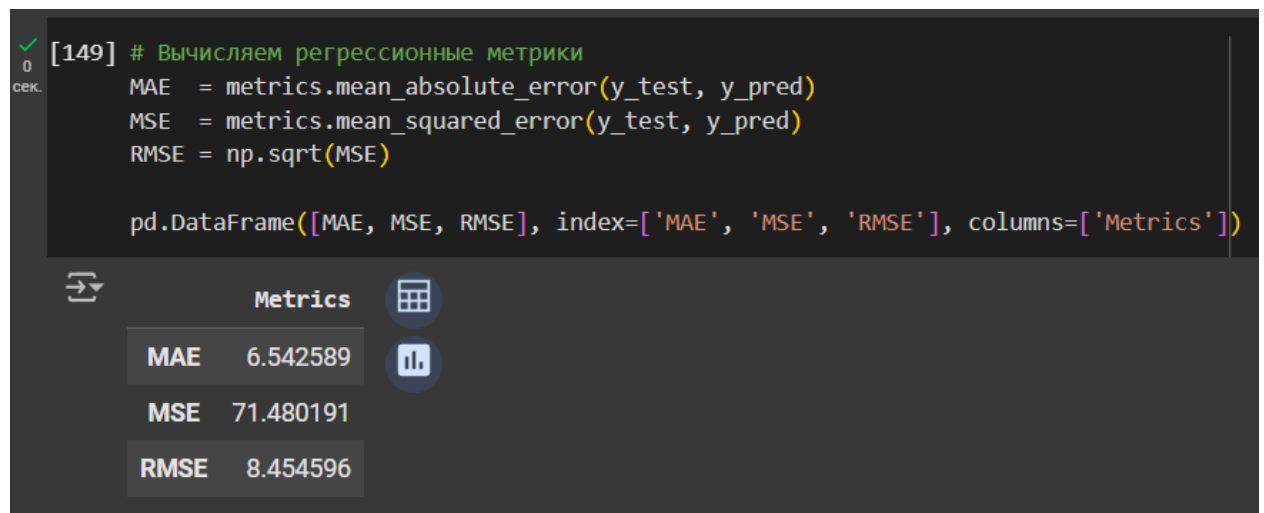 [149] # Вычисляем регрессионные метрики
0
сек.
MAE  = metrics.mean_absolute_error(y_test, y_pred)
MSE  = metrics.mean_squared_error(y_test, y_pred)
RMSE = np.sqrt(MSE)
pd.DataFrame([MAE, MSE, RMSE], index=['MAE', 'MSE', 'RMSE'], columns=['Metrics'])
Metrics
MAE 6.542589
MSE 71.480191
RMSE 8.454596